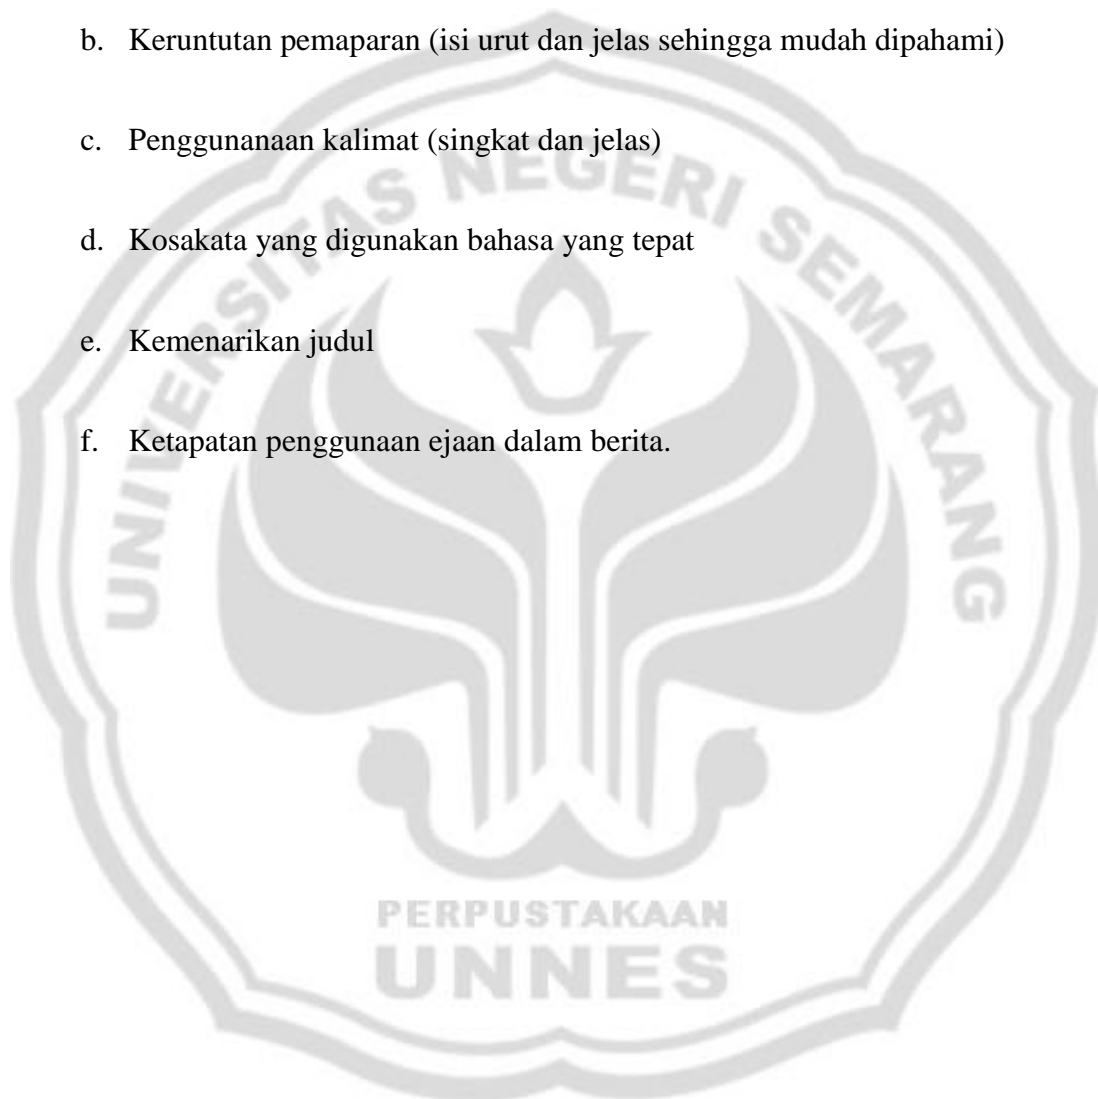 b. Keruntutan pemaparan (isi urut dan jelas sehingga mudah dipahami)
c. Penggunanaan kalimat (singkat dan jelas)
d. Kosakata yang digunakan bahasa yang tepat
e. Kemenarikan judul
f. Ketapatan penggunaan ejaan dalam berita.
UNIVERSITAS NEGERI SEMARANG
PERPUSTAKAAN
UNNES